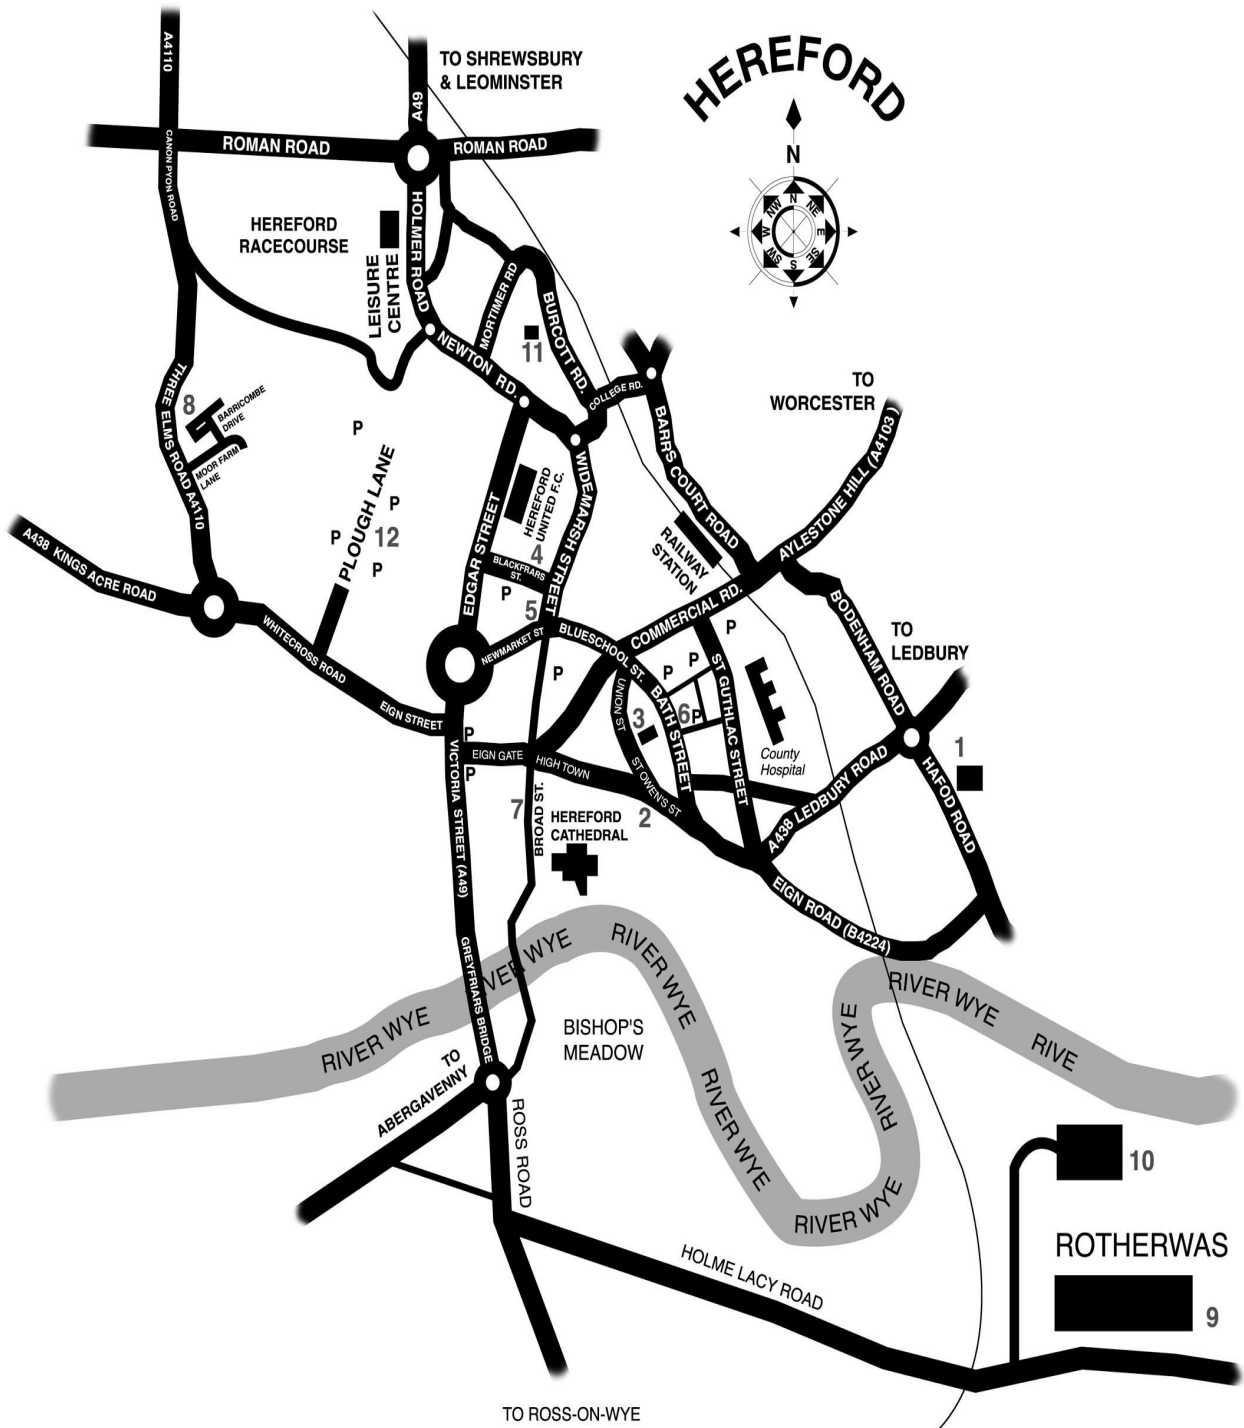 HEREFORD
N
N
NE
E
SE
S
SW
W
NW
A4110
A49
TO SHREWSBURY
& LEOMINSTER
CANON PYON ROAD
ROMAN ROAD
ROMAN ROAD
HOLMER ROAD
HEREFORD
RACECOURSE
LEISURE
CENTRE
MORTIMER RD
BURCOTT RD.
11
NEWTON RD.
COLLEGE RD.
TO
WORCESTER
THREE ELMS ROAD A4110
8
BARRICOMBE
DRIVE
MOOR FARM
LANE
P
PLOUGH LANE
P
P
12
P
EDGAR STREET
HEREFORD
UNITED F.C.
WIDEMARSH STREET
BARRS COURT ROAD
AYLESTONE HILL (A4103)
RAILWAY
STATION
A438 KINGS ACRE ROAD
4
BLACKFRIARS
ST.
P
5
COMMERCIAL RD.
BODENHAM ROAD
TO
LEDBURY
WHITECROSS ROAD
NEWMARKET ST
BLUESCHOOL ST.
P
P
P
P
ST GUTHLAC STREET
UNION ST
BATH STREET
3
6
P
County
Hospital
1
EIGN STREET
P
EIGN GATE
HIGH TOWN
P
VICTORIA STREET (A49)
ST OWEN'S ST
A438 LEDBURY ROAD
HAFOD ROAD
7
BROAD ST.
HEREFORD
CATHEDRAL
2
EIGN ROAD (B4224)
GREYFRIARS BRIDGE
RIVER WYE
IVER WYE
RIVER WYE
RIVER WYE
RIVER WYE
RIVER WYE
RIVER WYE
RIVE
BISHOP'S
MEADOW
TO
ABERGAVENNY
RIVER WYE
ROSS ROAD
10
ROTHERWAS
HOLME LACY ROAD
9
TO ROSS-ON-WYE